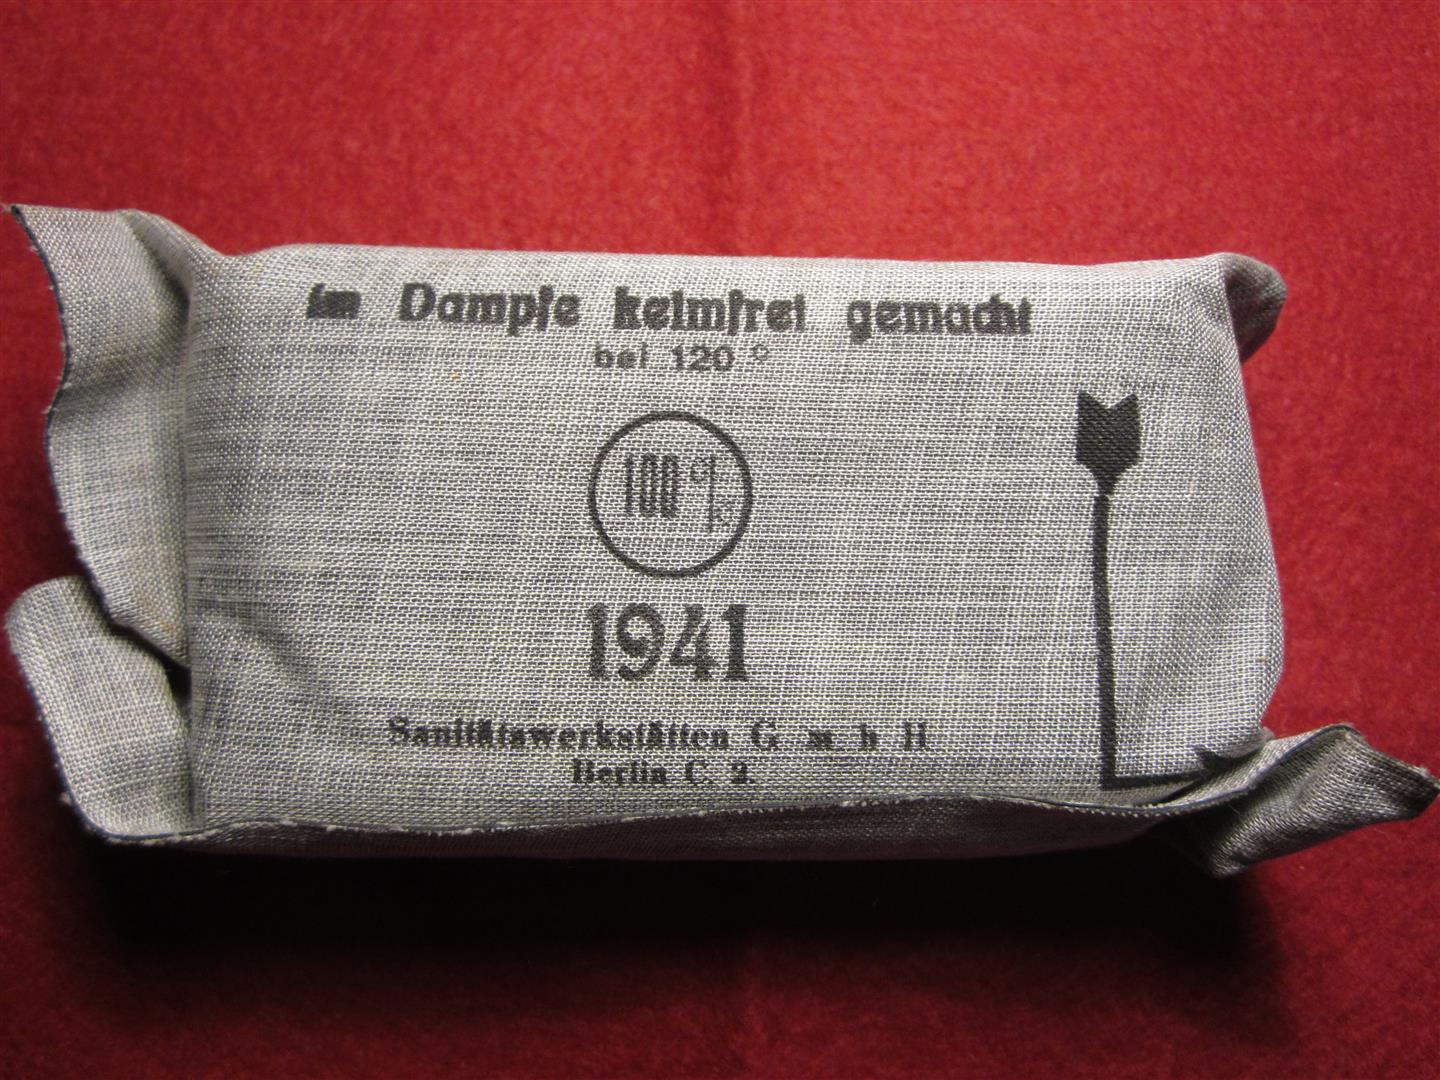 im Dampfe keimfrei gemacht
bei 120°
100
1941
Sanitätswerkstätten G m b H
Berlin C. 2.